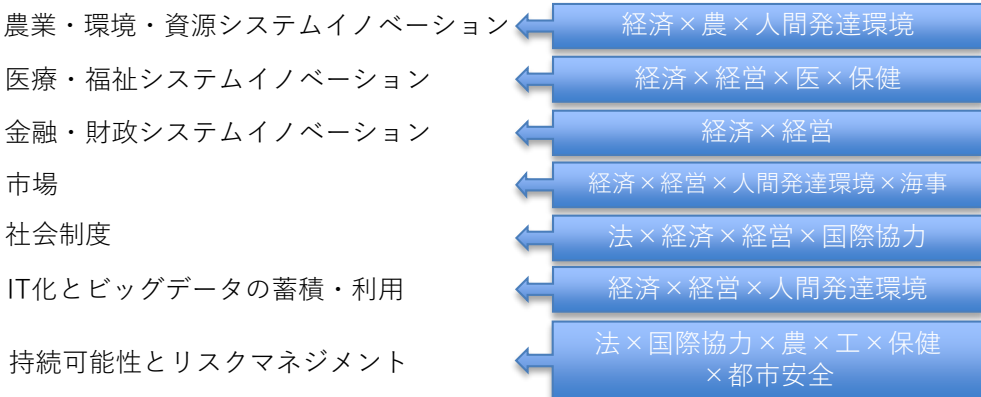 農業・環境・資源システムイノベーション
経済×農×人間発達環境
医療・福祉システムイノベーション
経済×経営×医×保健
金融・財政システムイノベーション
経済×経営
市場
経済×経営×人間発達環境×海事
社会制度
法×経済×経営×国際協力
IT化とビッグデータの蓄積・利用
経済×経営×人間発達環境
持続可能性とリスクマネジメント
法×国際協力×農×工×保健
×都市安全